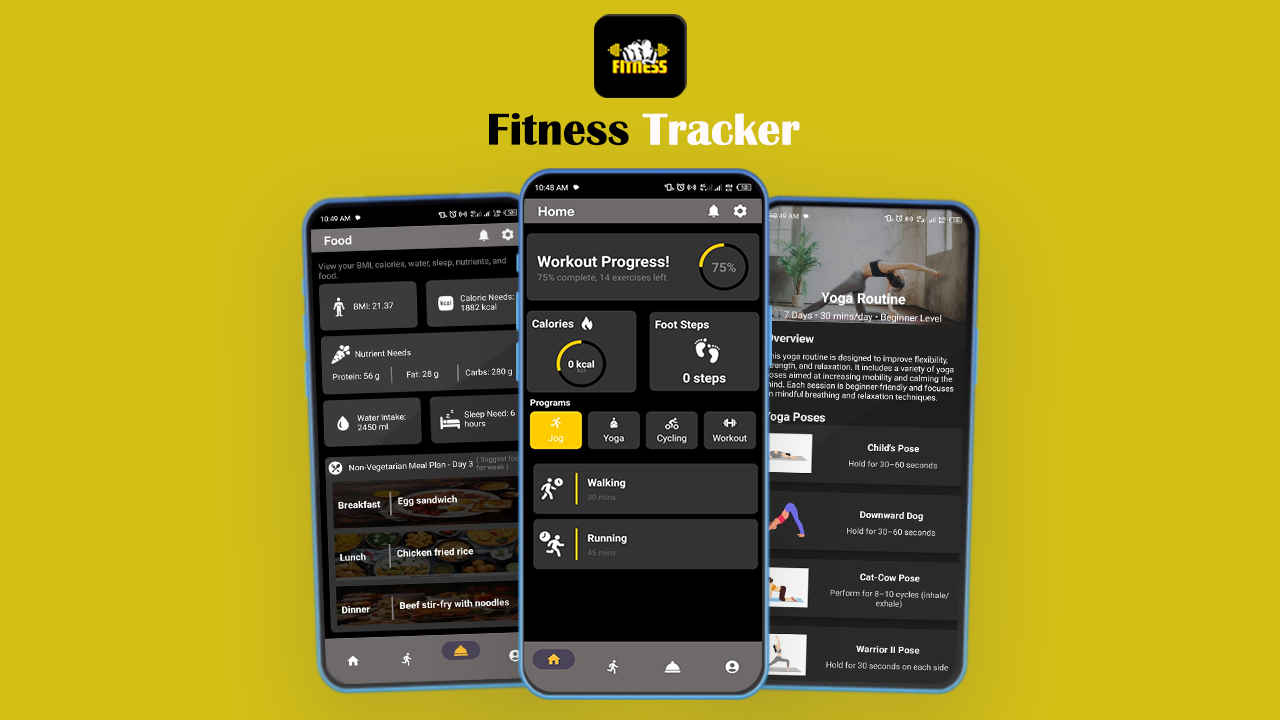 FITNESS
Fitness Tracker
10:49 AM
Food
View your BMI, calories, water, sleep, nutrients, and
food.
BMI: 21.37
kcal
Caloric Needs:
1882 kcal
Nutrient Needs
Protein: 56 g
Fat: 28 g
Carbs: 280 g
Water Intake:
2450 ml
Sleep Need: 6
hours
Non-Vegetarian Meal Plan - Day 3
( Suggest foo
for week )
Breakfast
Egg sandwich
Lunch
Chicken fried rice
Dinner
Beef stir-fry with noodles
10:48 AM
Home
Workout Progress!
75% complete, 14 exercises left
75%
Calories
0 kcal
Foot Steps
0 steps
Programs
Jog
Yoga
Cycling
Workout
Walking
30 mins
Running
45 mins
10:49 AM
Yoga Routine
7 Days • 30 mins/day • Beginner Level
Overview
his yoga routine is designed to improve flexibility,
rength, and relaxation. It includes a variety of yoga
oses aimed at increasing mobility and calming the
ind. Each session is beginner-friendly and focuses
n mindful breathing and relaxation techniques.
Yoga Poses
Child's Pose
Hold for 30–60 seconds
Downward Dog
Hold for 30–60 seconds
Cat-Cow Pose
Perform for 8–10 cycles (inhale/
exhale)
Warrior II Pose
Hold for 30 seconds on each side